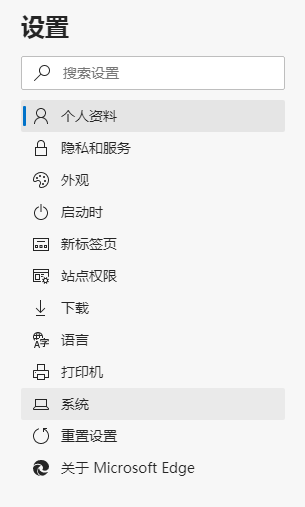 设置
搜索设置
个人资料
隐私和服务
外观
启动时
新标签页
站点权限
下载
语言
打印机
系统
重置设置
关于 Microsoft Edge